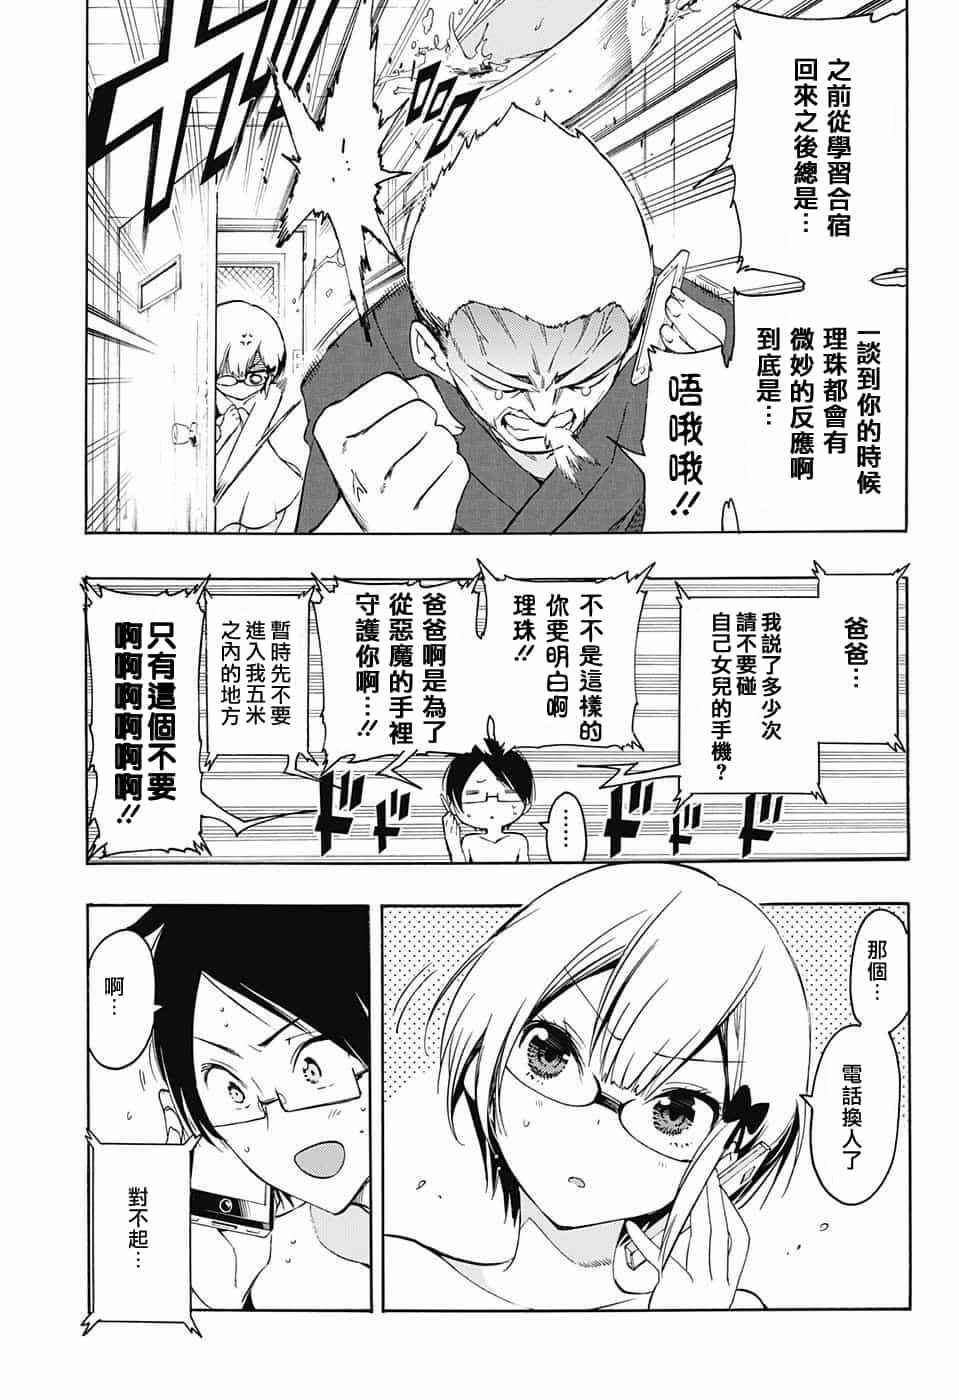 之前從學習合宿
回來之後總是…
一談到你的時候
理珠都會有
微妙的反應啊
到底是…
唔哦哦!!
爸爸…
我說了多少次
請不要碰
自己女兒的手機?
不不是這樣的
你要明白啊
理珠!!
爸爸啊是為了
從惡魔的手裡
守護你啊…!!
暫時先不要
進入我五米
之內的地方
只有這個不要
啊啊啊啊啊啊!!
……
ドドドド
那個…
電話換人了
啊…
對不起…